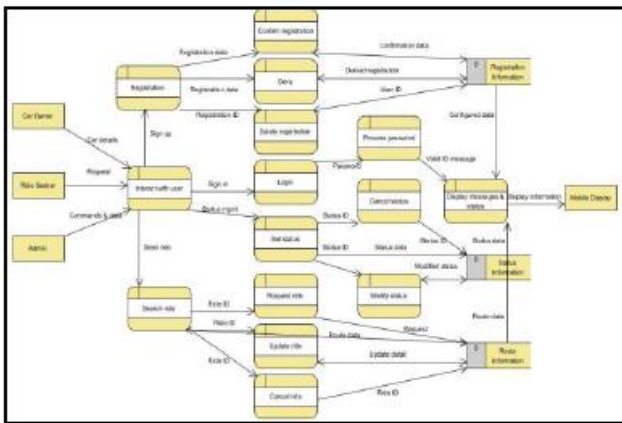 Confirm registration
Registration data
Confirmation data
Registration
Information
Deny
Denied registration
Registration
Registration data
User ID
Car Owner
Registration ID
Delete registration
Configured data
Sign up
Process password
Car details
Password
Valid ID message
Request
Ride Seeker
Interact with user
Sign in
Login
Cancel status
Display messages &
status
Display information
Mobile Display
Status mgmt
Status ID
Commands & data
Admin
Set status
Status ID
Status data
Status ID
Status data
Seek ride
Status
Information
Modified status
Modify status
Request ride
Ride ID
Search ride
Route data
Request
Ride ID
Route data
Update ride
Update detail
Route
Information
Ride ID
Cancel ride
Ride ID